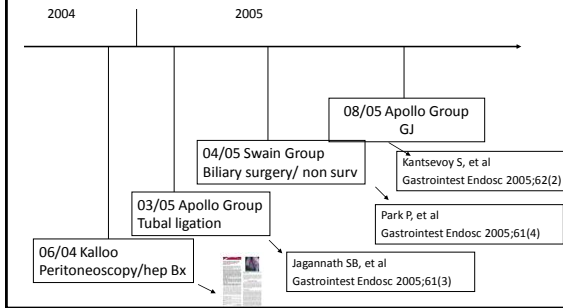 2004
2005
08/05 Apollo Group
GJ
Kantsevoy S, et al
Gastrointest Endosc 2005;62(2)
04/05 Swain Group
Biliary surgery/ non surv
Park P, et al
Gastrointest Endosc 2005;61(4)
03/05 Apollo Group
Tubal ligation
Jagannath SB, et al
Gastrointest Endosc 2005;61(3)
06/04 Kalloo
Peritoneoscopy/hep Bx